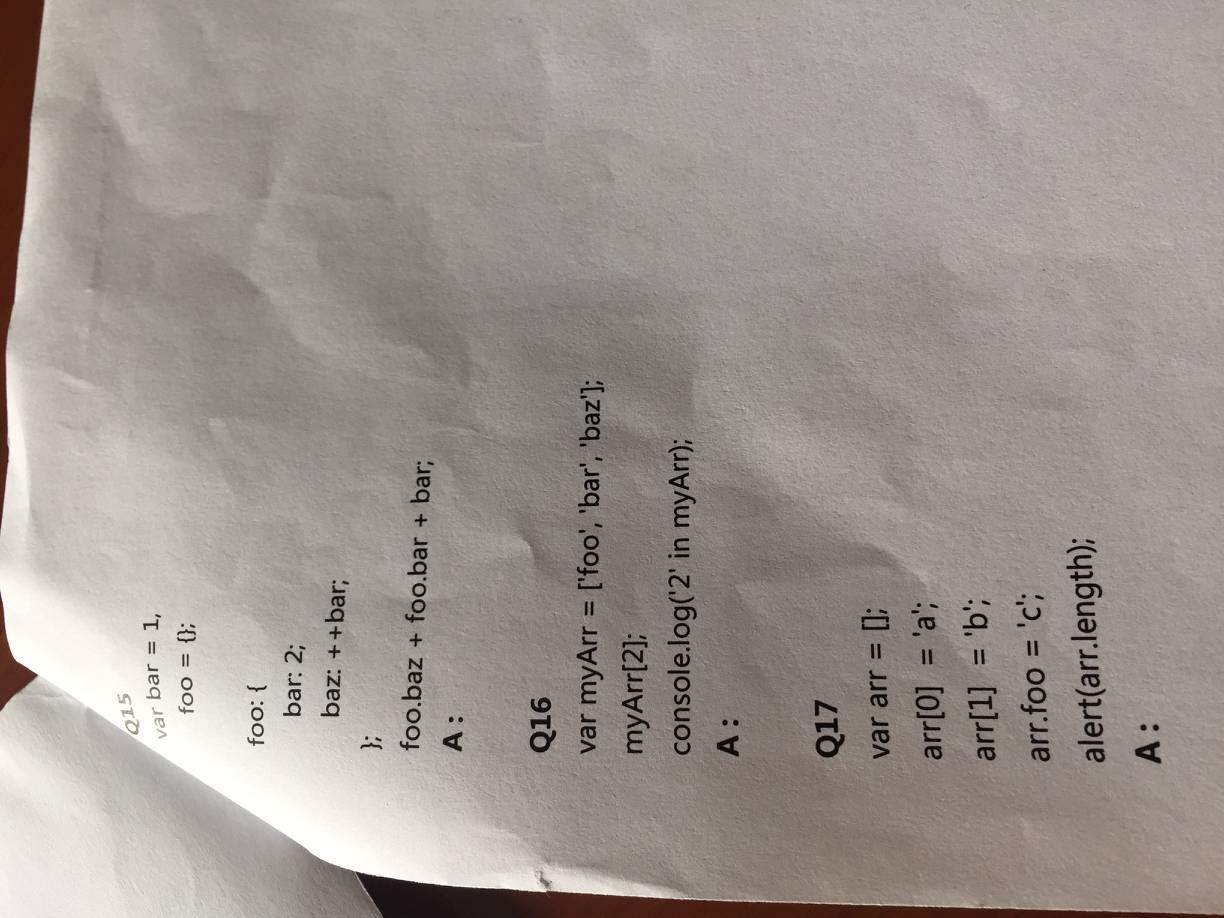 Q15
var bar = 1,
foo = {};
foo: {
bar: 2;
baz: ++bar;
};
foo.baz + foo.bar + bar;
A :
Q16
var myArr = ['foo', 'bar', 'baz'];
myArr[2];
console.log('2' in myArr);
A :
Q17
var arr = [];
arr[0] = 'a';
arr[1] = 'b';
arr.foo = 'c';
alert(arr.length);
A :